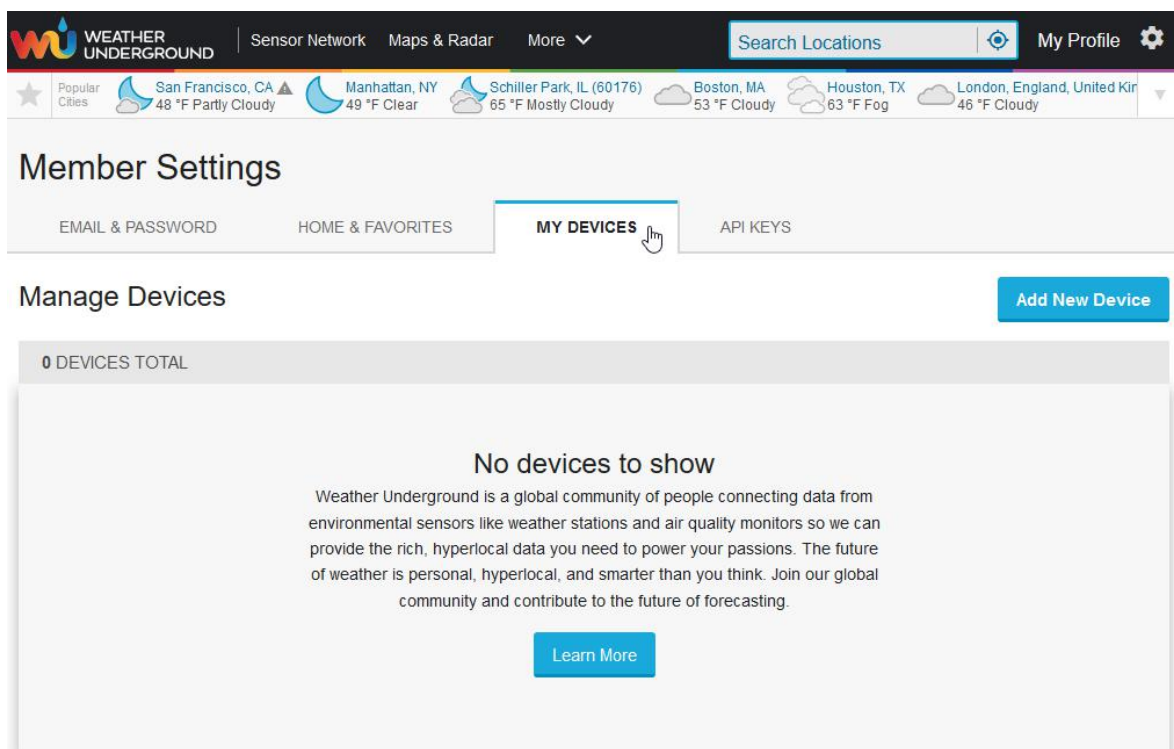 WEATHER
UNDERGROUND
Sensor Network Maps & Radar More
Search Locations
My Profile
Popular
Cities
San Francisco, CA
48 °F Partly Cloudy
Manhattan, NY
49 °F Clear
Schiller Park, IL (60176)
65 °F Mostly Cloudy
Boston, MA
53 °F Cloudy
Houston, TX
63 °F Fog
London, England, United Kin
46 °F Cloudy
Member Settings
EMAIL & PASSWORD HOME & FAVORITES MY DEVICES API KEYS
Manage Devices
Add New Device
0 DEVICES TOTAL
No devices to show
Weather Underground is a global community of people connecting data from
environmental sensors like weather stations and air quality monitors so we can
provide the rich, hyperlocal data you need to power your passions. The future
of weather is personal, hyperlocal, and smarter than you think. Join our global
community and contribute to the future of forecasting.
Learn More